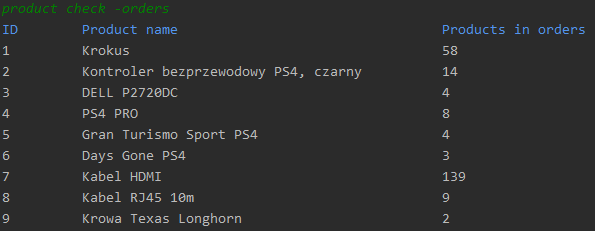 product check -orders
ID Product name Products in orders
1 Krokus 58
2 Kontroler bezprzewodowy PS4, czarny 14
3 DELL P2720DC 4
4 PS4 PRO 8
5 Gran Turismo Sport PS4 4
6 Days Gone PS4 3
7 Kabel HDMI 139
8 Kabel RJ45 10m 9
9 Krowa Texas Longhorn 2